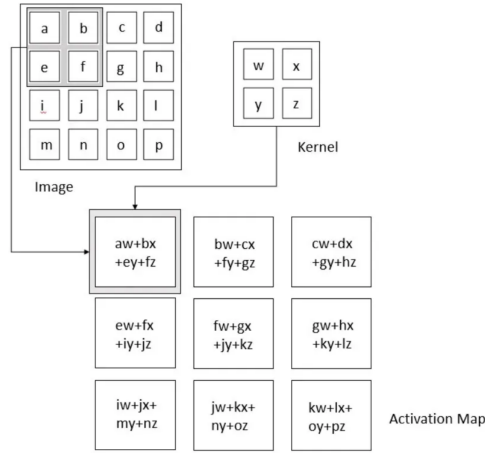 a b c d
e f g h
i j k l
m n o p
Image
w x
y z
Kernel
aw+bx
+ey+fz
bw+cx
+fy+gz
cw+dx
+gy+hz
ew+fx
+iy+jz
fw+gx
+jy+kz
gw+hx
+ky+lz
iw+jx+
my+nz
jw+kx+
ny+oz
kw+lx+
oy+pz
Activation Map